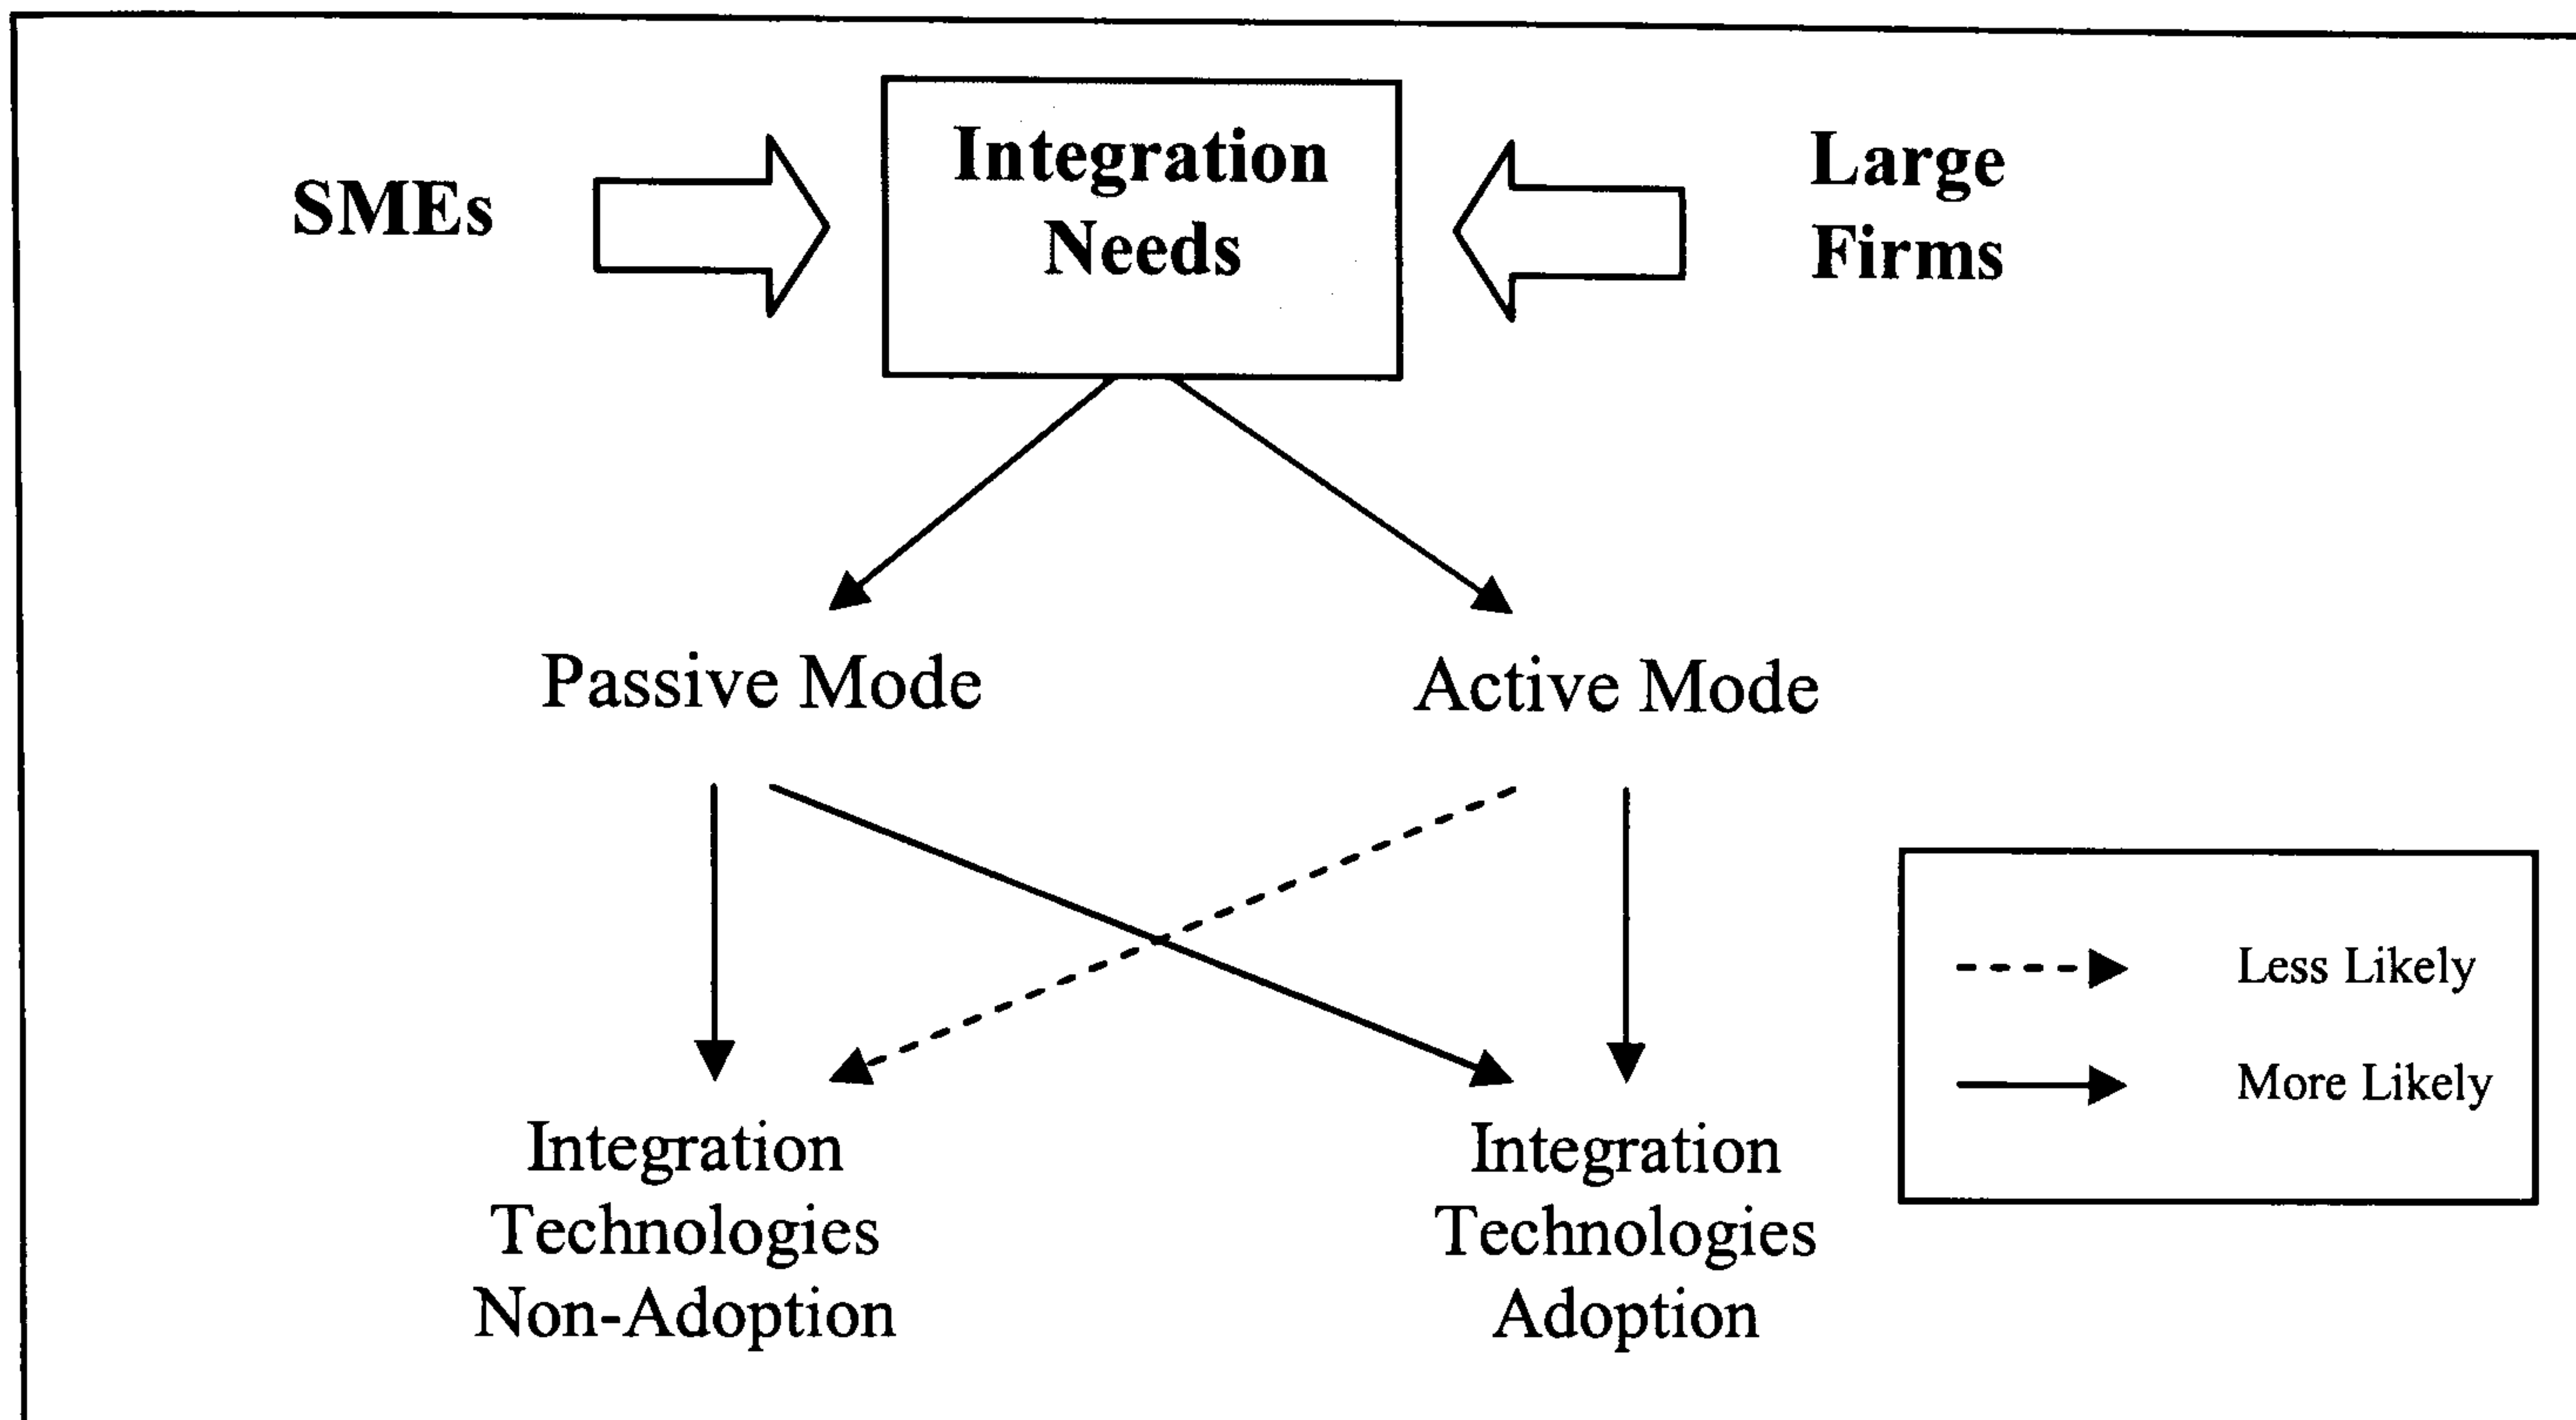 SMEs
Integration
Needs
Large
Firms
Passive Mode
Active Mode
Less Likely
More Likely
Integration
Technologies
Non-Adoption
Integration
Technologies
Adoption